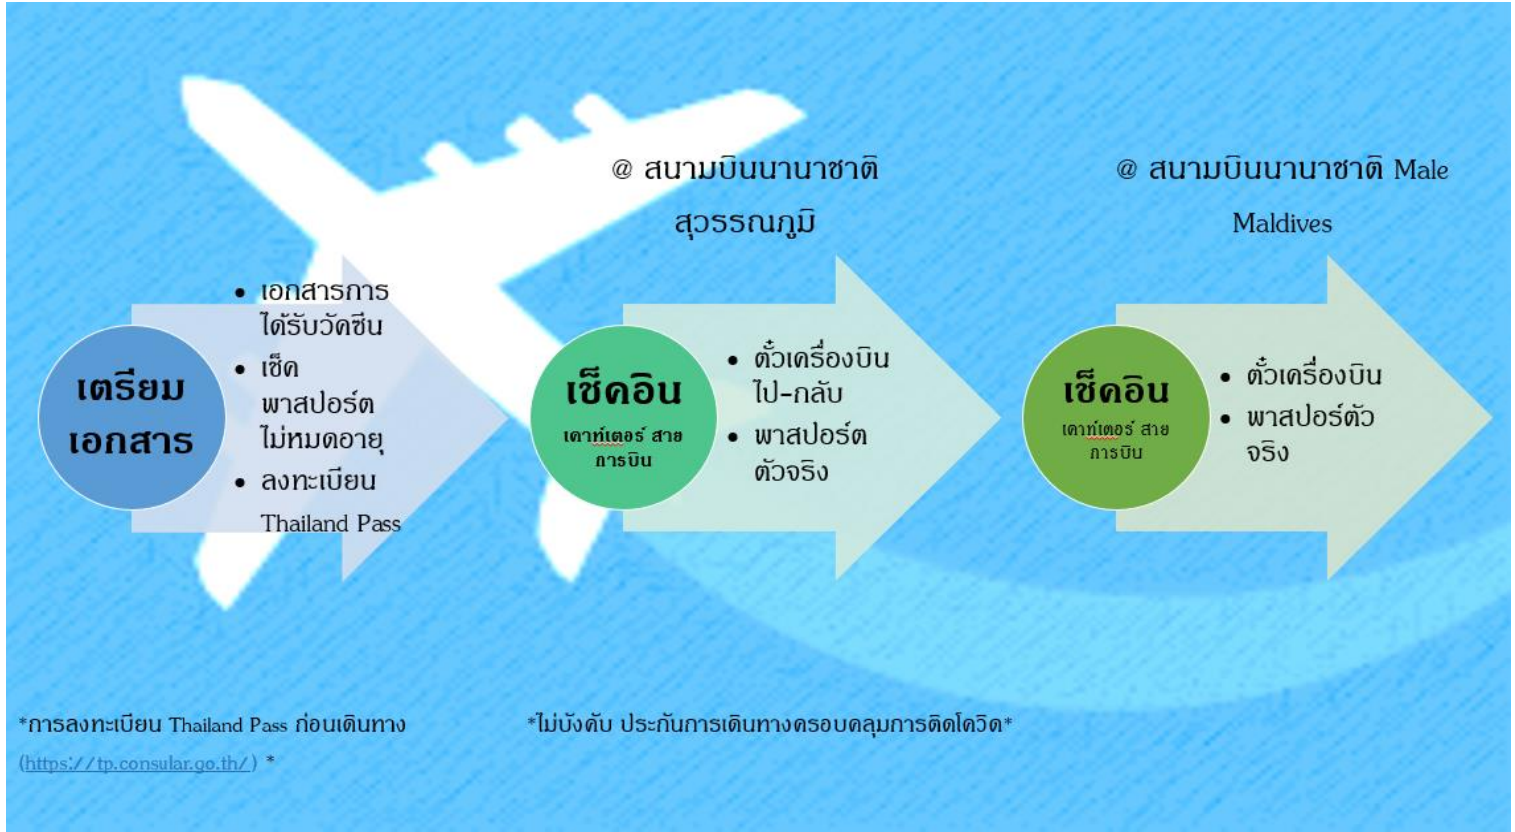 เตรียม
เอกสาร
• เอกสารการ
ได้รับวัคซีน
• เช็ค
พาสปอร์ต
ไม่หมดอายุ
• ลงทะเบียน
Thailand Pass
@ สนามบินนานาชาติ
สุวรรณภูมิ
เช็คอิน
เคาท์เตอร์ สาย
การบิน
• ตั๋วเครื่องบิน
ไป-กลับ
• พาสปอร์ต
ตัวจริง
@ สนามบินนานาชาติ Male
Maldives
เช็คอิน
เคาท์เตอร์ สาย
การบิน
• ตั๋วเครื่องบิน
• พาสปอร์ตัว
จริง
*การลงทะเบียน Thailand Pass ก่อนเดินทาง
(https://tp.consular.go.th/) *
*ไม่บังคับ ประกันการเดินทางครอบคลุมการติดโควิด*